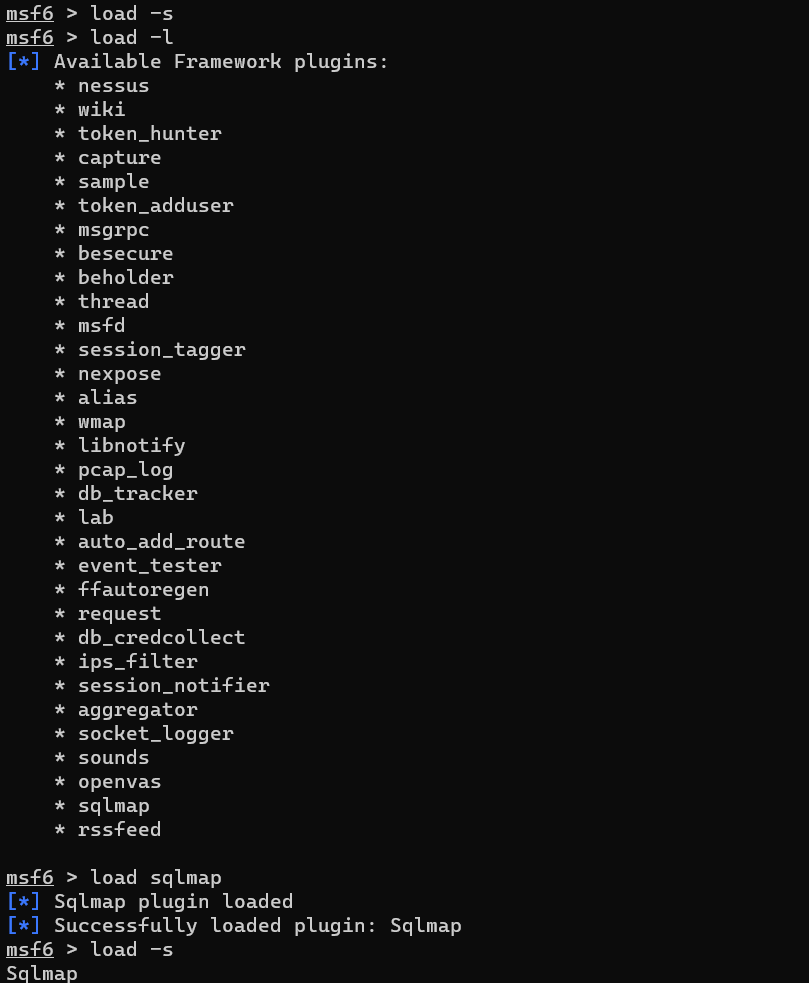 msf6 > load -s
msf6 > load -l
[*] Available Framework plugins:
    * nessus
    * wiki
    * token_hunter
    * capture
    * sample
    * token_adduser
    * msgrpc
    * besecure
    * beholder
    * thread
    * msfd
    * session_tagger
    * nexpose
    * alias
    * wmap
    * libnotify
    * pcap_log
    * db_tracker
    * lab
    * auto_add_route
    * event_tester
    * ffautoregen
    * request
    * db_credcollect
    * ips_filter
    * session_notifier
    * aggregator
    * socket_logger
    * sounds
    * openvas
    * sqlmap
    * rssfeed
msf6 > load sqlmap
[*] Sqlmap plugin loaded
[*] Successfully loaded plugin: Sqlmap
msf6 > load -s
Sqlmap